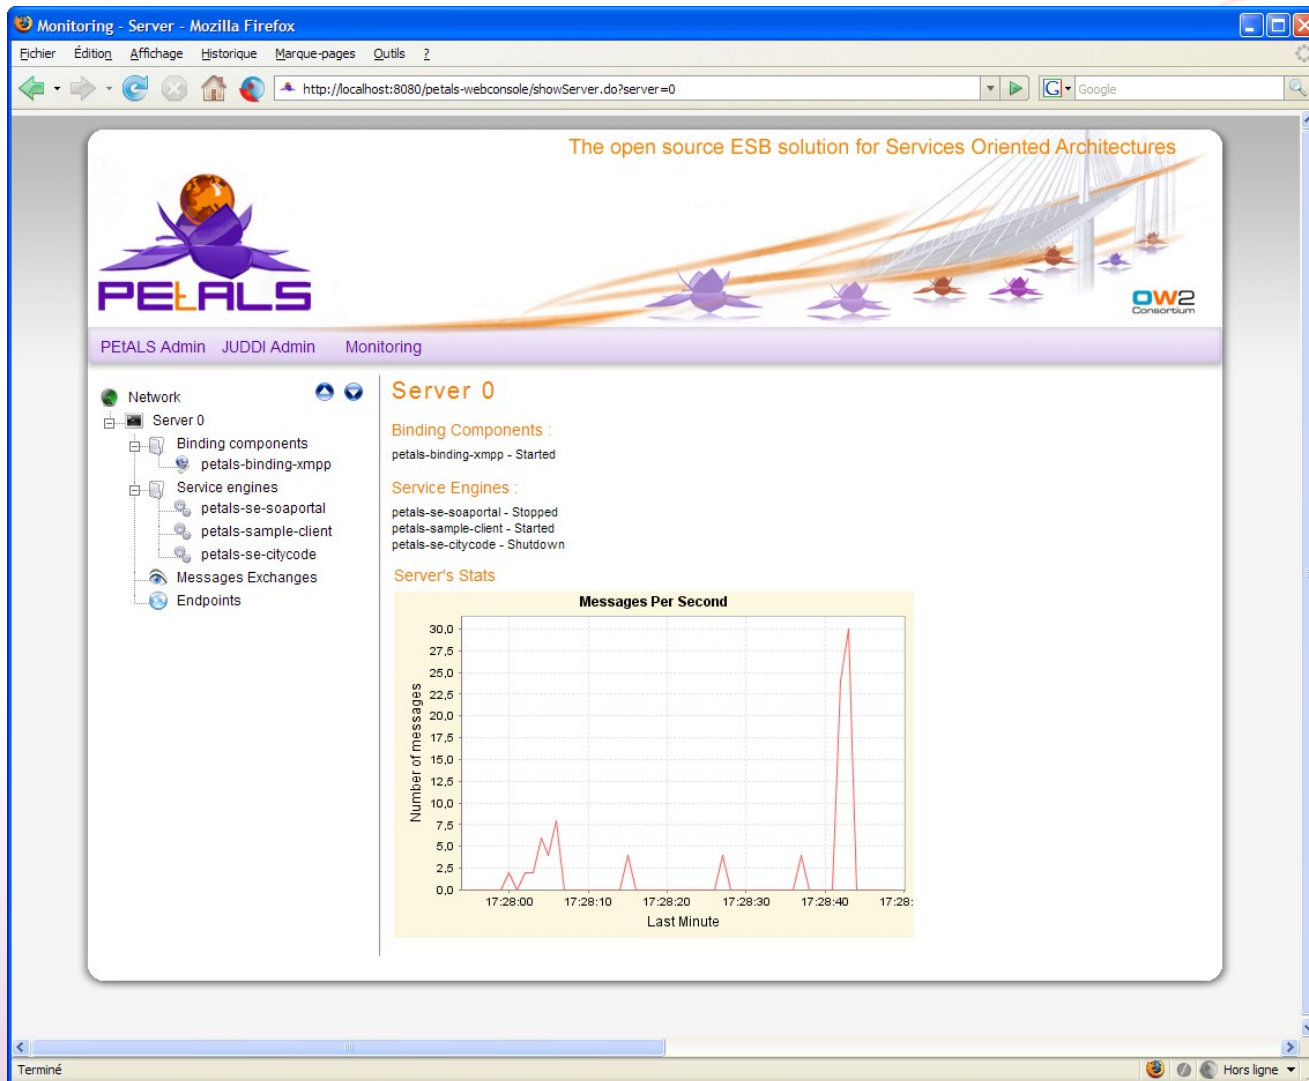 Monitoring - Server - Mozilla Firefox
Fichier Édition Affichage Historique Marque-pages Outils ?
http://localhost:8080/petals-webconsole/showServer.do?server=0
G Google
The open source ESB solution for Services Oriented Architectures
PEtALS
OW2
Consortium
PEtALS Admin JUDDI Admin Monitoring
Network
Server 0
Binding components
petals-binding-xmpp
Service engines
petals-se-soaportal
petals-sample-client
petals-se-citycode
Messages Exchanges
Endpoints
Server 0
Binding Components :
petals-binding-xmpp - Started
Service Engines :
petals-se-soaportal - Stopped
petals-sample-client - Started
petals-se-citycode - Shutdown
Server's Stats
Messages Per Second
Number of messages
30,0
27,5
25,0
22,5
20,0
17,5
15,0
12,5
10,0
7,5
5,0
2,5
0,0
17:28:00 17:28:10 17:28:20 17:28:30 17:28:40 17:28:
Last Minute
Terminé
Hors ligne